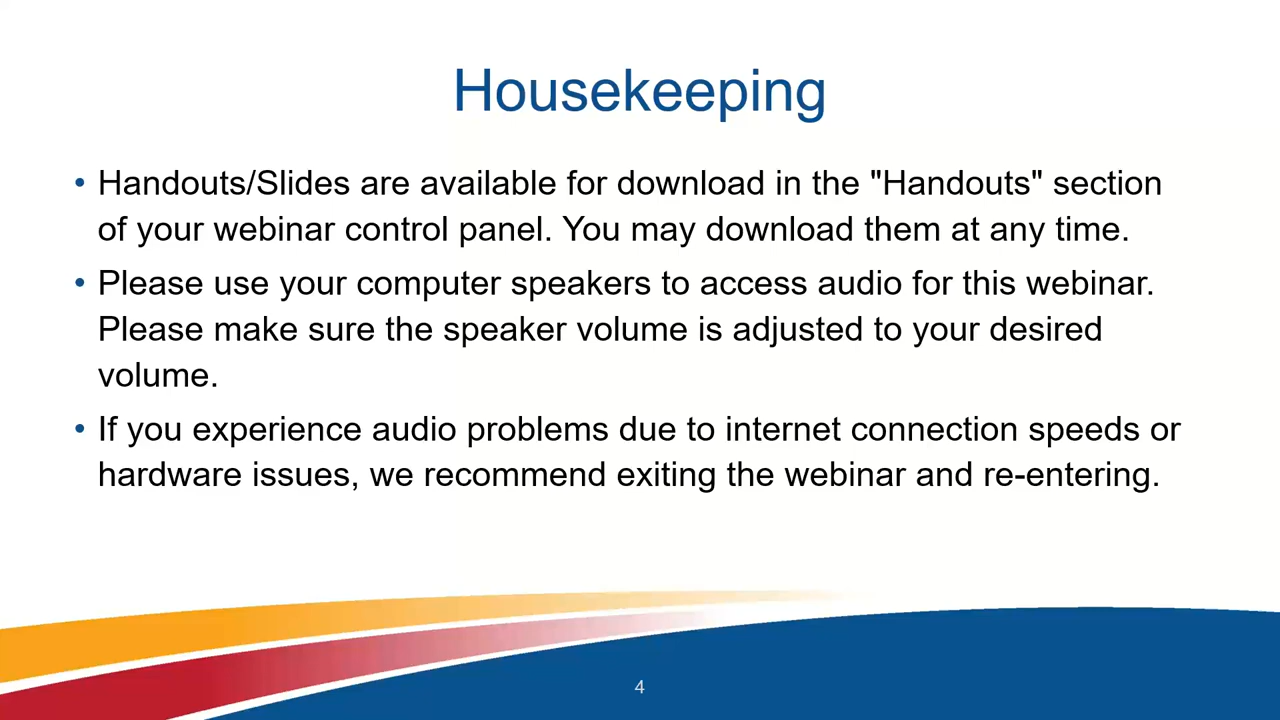 Housekeeping
• Handouts/Slides are available for download in the "Handouts" section
of your webinar control panel. You may download them at any time.
• Please use your computer speakers to access audio for this webinar.
Please make sure the speaker volume is adjusted to your desired
volume.
• If you experience audio problems due to internet connection speeds or
hardware issues, we recommend exiting the webinar and re-entering.
4